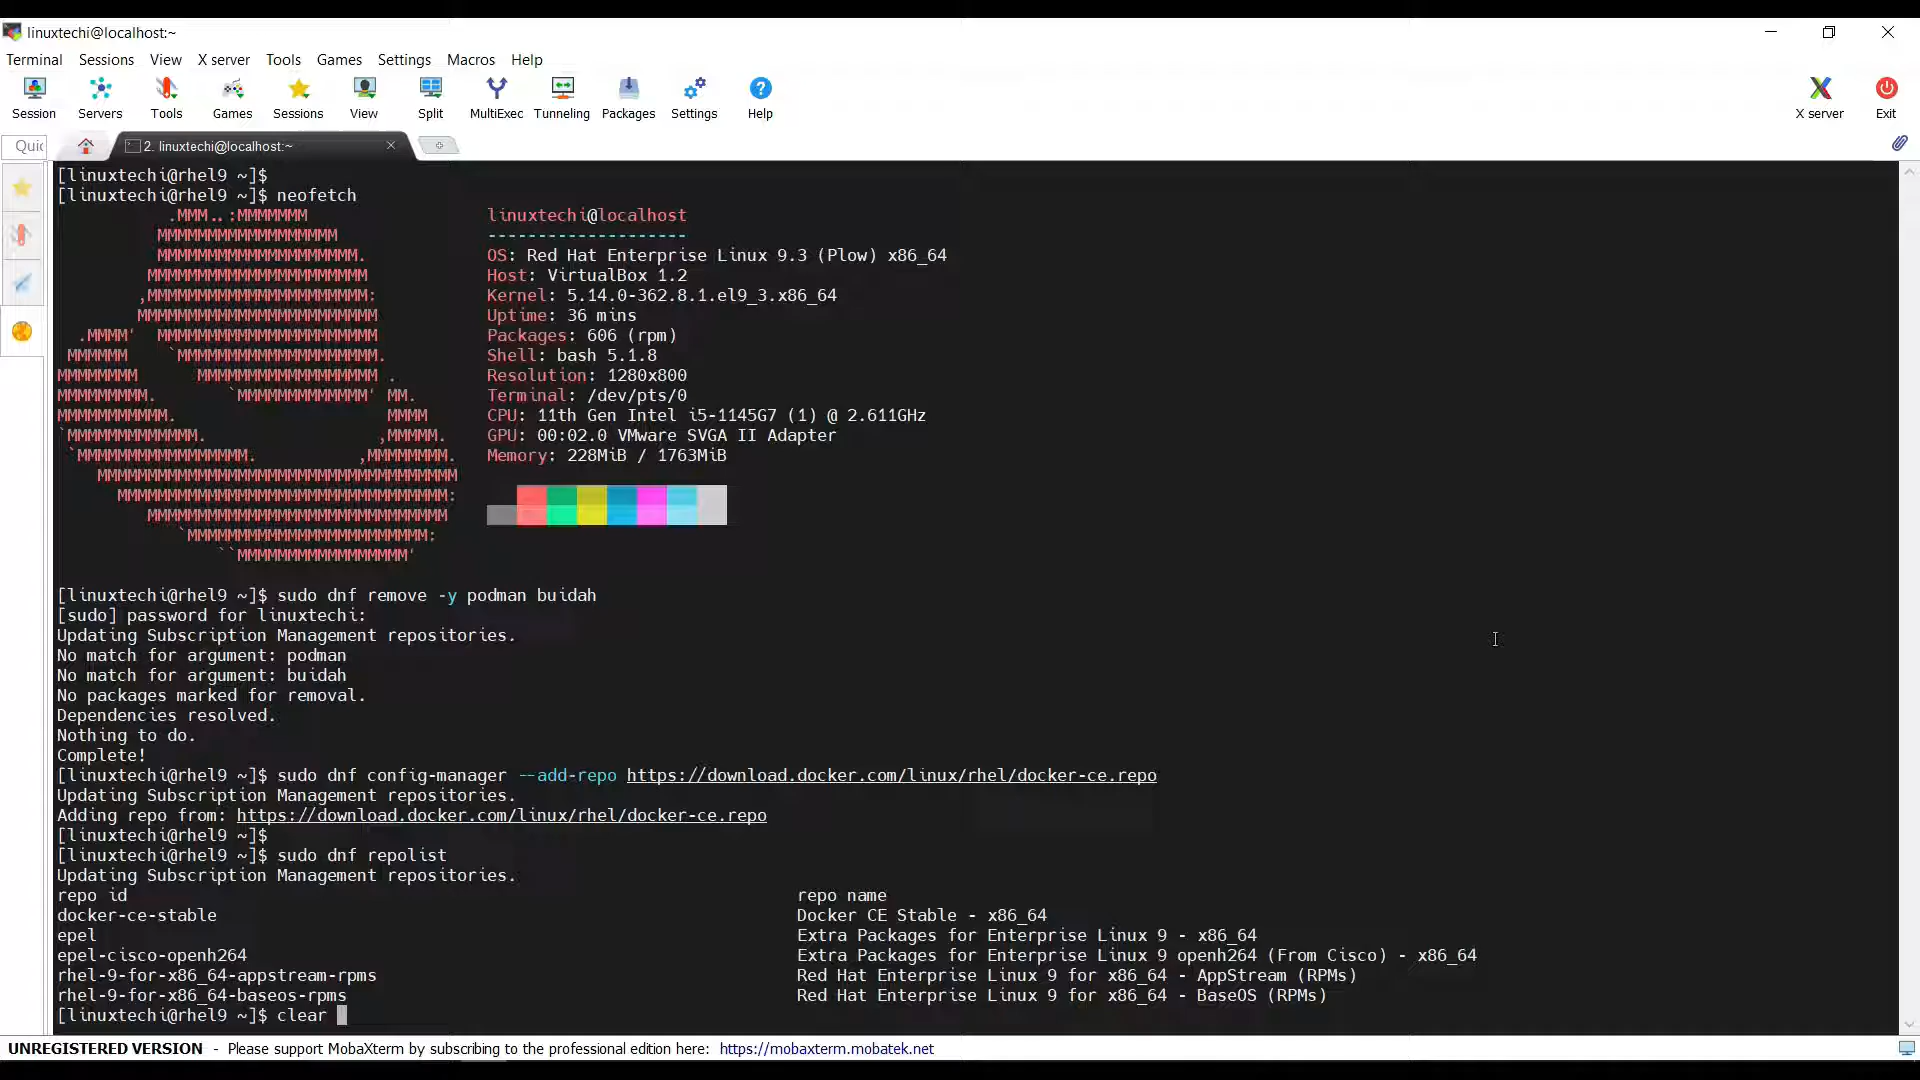 linuxtechi@localhost:~
Terminal Sessions View X server Tools Games Settings Macros Help
Session Servers Tools Games Sessions View Split MultiExec Tunneling Packages Settings Help X server Exit
Quic 2. linuxtechi@localhost:~
[linuxtechi@rhel9 ~]$
[linuxtechi@rhel9 ~]$ neofetch
.MMM..:MMMMMMM linuxtechi@localhost
MMMMMMMMMMMMMMMMMM --------------------
MMMMMMMMMMMMMMMMMMMM. OS: Red Hat Enterprise Linux 9.3 (Plow) x86_64
MMMMMMMMMMMMMMMMMMMMMM Host: VirtualBox 1.2
,MMMMMMMMMMMMMMMMMMMMMM: Kernel: 5.14.0-362.8.1.el9_3.x86_64
MMMMMMMMMMMMMMMMMMMMMMMM Uptime: 36 mins
.MMMM' MMMMMMMMMMMMMMMMMMMMMM Packages: 606 (rpm)
MMMMMM `MMMMMMMMMMMMMMMMMMMM. Shell: bash 5.1.8
MMMMMMMM MMMMMMMMMMMMMMMMMM . Resolution: 1280x800
MMMMMMMMM. `MMMMMMMMMMMMM' MM. Terminal: /dev/pts/0
MMMMMMMMMMM. MMMM CPU: 11th Gen Intel i5-1145G7 (1) @ 2.611GHz
`MMMMMMMMMMMMM. ,MMMMM. GPU: 00:02.0 VMware SVGA II Adapter
`MMMMMMMMMMMMMMMMM. ,MMMMMMMM. Memory: 228MiB / 1763MiB
MMMMMMMMMMMMMMMMMMMMMMMMMMMMMMMMMMMM
MMMMMMMMMMMMMMMMMMMMMMMMMMMMMMMMM:
MMMMMMMMMMMMMMMMMMMMMMMMMMMMMM
`MMMMMMMMMMMMMMMMMMMMMMMM:
``MMMMMMMMMMMMMMMMM'
[linuxtechi@rhel9 ~]$ sudo dnf remove -y podman buidah
[sudo] password for linuxtechi:
Updating Subscription Management repositories.
No match for argument: podman
No match for argument: buidah
No packages marked for removal.
Dependencies resolved.
Nothing to do.
Complete!
[linuxtechi@rhel9 ~]$ sudo dnf config-manager --add-repo https://download.docker.com/linux/rhel/docker-ce.repo
Updating Subscription Management repositories.
Adding repo from: https://download.docker.com/linux/rhel/docker-ce.repo
[linuxtechi@rhel9 ~]$
[linuxtechi@rhel9 ~]$ sudo dnf repolist
Updating Subscription Management repositories.
repo id repo name
docker-ce-stable Docker CE Stable - x86_64
epel Extra Packages for Enterprise Linux 9 - x86_64
epel-cisco-openh264 Extra Packages for Enterprise Linux 9 openh264 (From Cisco) - x86_64
rhel-9-for-x86_64-appstream-rpms Red Hat Enterprise Linux 9 for x86_64 - AppStream (RPMs)
rhel-9-for-x86_64-baseos-rpms Red Hat Enterprise Linux 9 for x86_64 - BaseOS (RPMs)
[linuxtechi@rhel9 ~]$ clear
UNREGISTERED VERSION - Please support MobaXterm by subscribing to the professional edition here: https://mobaxterm.mobatek.net